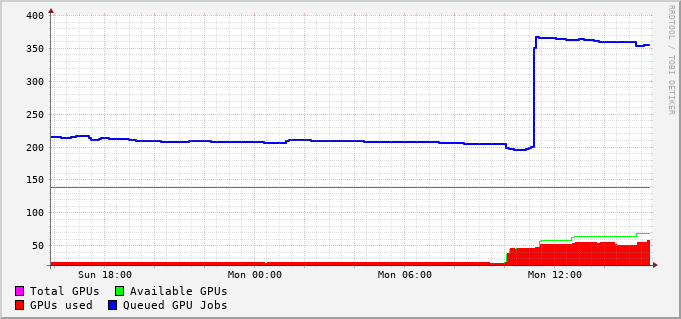 400
350
300
250
200
150
100
50
Sun 18:00 Mon 00:00 Mon 06:00 Mon 12:00
Total GPUs Available GPUs
GPUs used Queued GPU Jobs
RRDTOOL / TOBI OETIKER